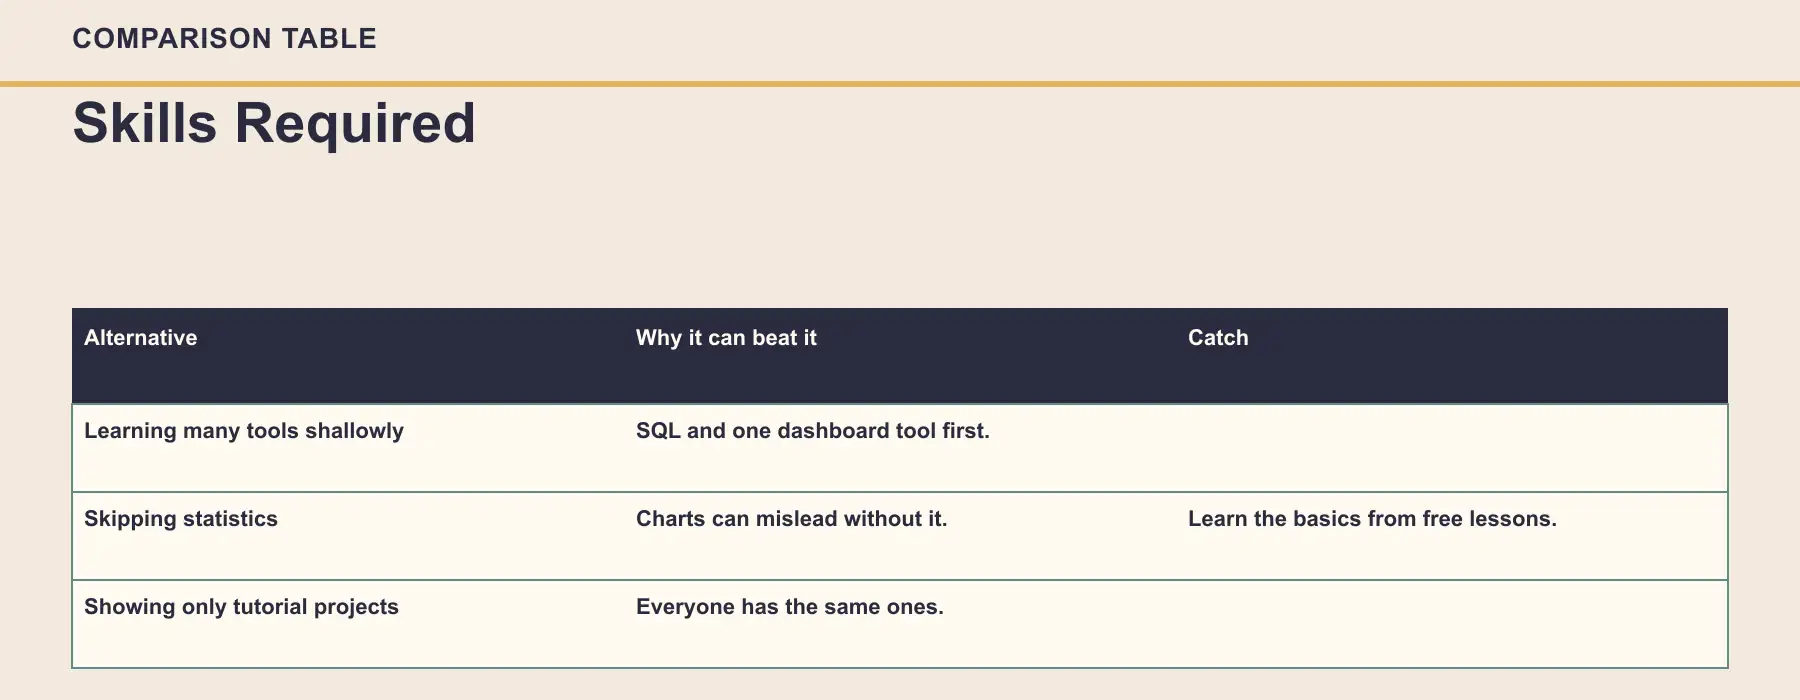 COMPARISON TABLE
Skills Required
Alternative Why it can beat it Catch
Learning many tools shallowly SQL and one dashboard tool first.
Skipping statistics Charts can mislead without it. Learn the basics from free lessons.
Showing only tutorial projects Everyone has the same ones.